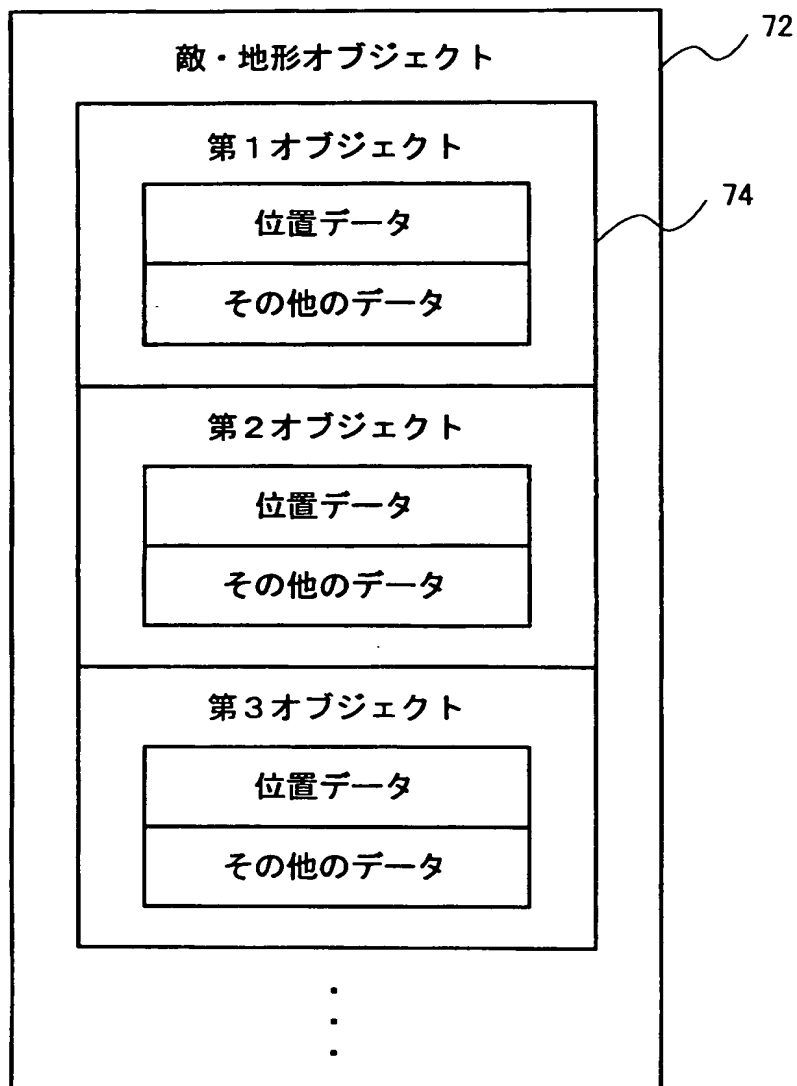 72
敵・地形オブジェクト
第１オブジェクト
74
位置データ
その他のデータ
第２オブジェクト
位置データ
その他のデータ
第３オブジェクト
位置データ
その他のデータ